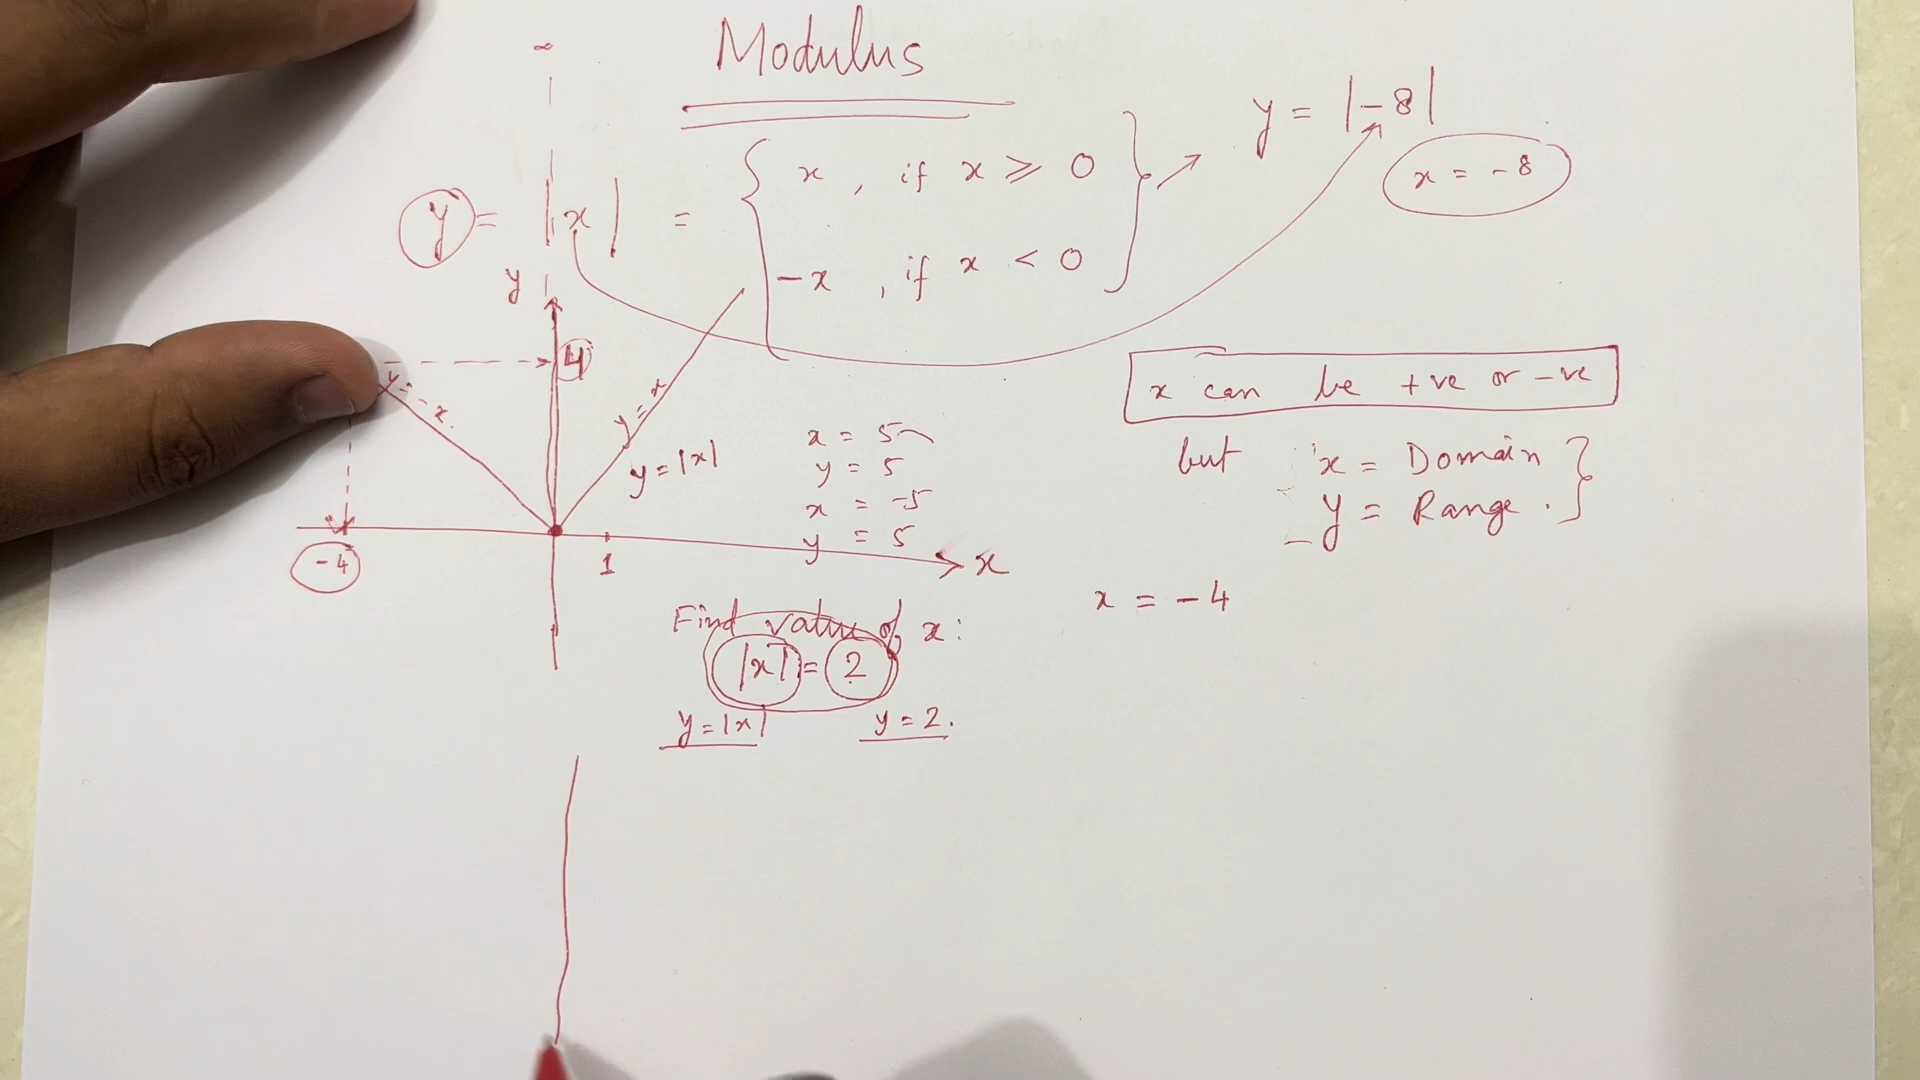 ∞
Modulus
y = |-8|
x = -8
y = |x| = { x , if x ⩾ 0
-x , if x < 0 }
y
4
y = -x
y = x
y = |x|
x can be +ve or -ve
but x = Domain
y = Range .
x = 5
y = 5
x = -5
y = 5
-4
1
x
x = -4
Find value of x :
|x| = 2
y = |x| y = 2 .